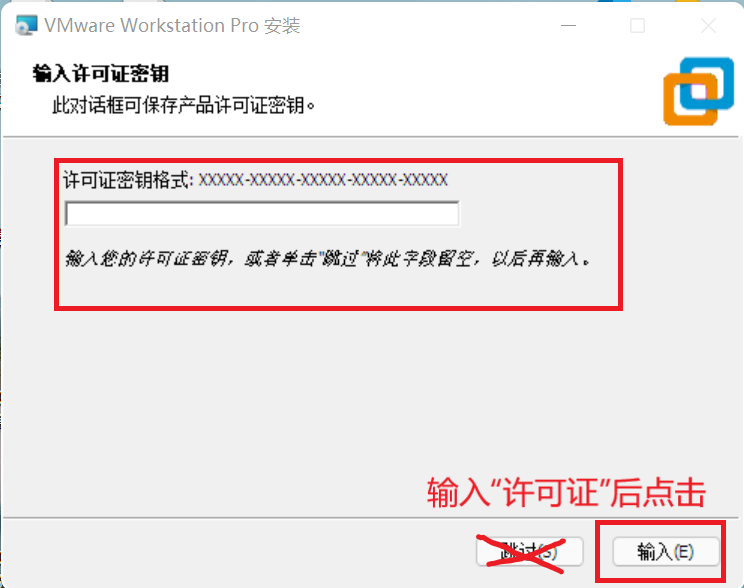 VMware Workstation Pro 安装
输入许可证密钥
此对话框可保存产品许可证密钥。
许可证密钥格式: XXXXX-XXXXX-XXXXX-XXXXX-XXXXX
输入您的许可证密钥，或者单击"跳过"将此字段留空，以后再输入。
输入“许可证”后点击
跳过(S)
输入(E)